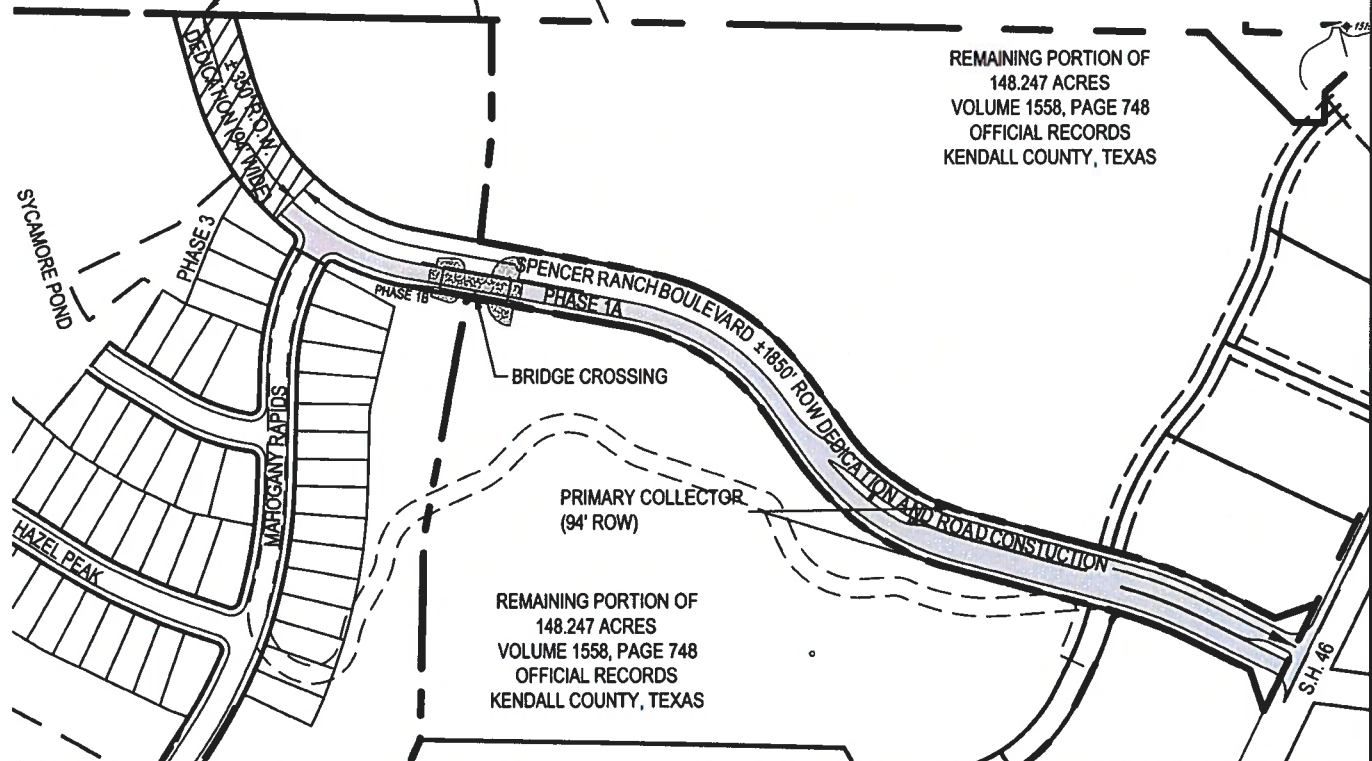 ±350' R.O.W.
DEDICATION (94' WIDE)
REMAINING PORTION OF
148.247 ACRES
VOLUME 1558, PAGE 748
OFFICIAL RECORDS
KENDALL COUNTY, TEXAS
SYCAMORE POND
PHASE 3
PHASE 1B
SPENCER RANCH BOULEVARD ±1850' ROW DEDICATION AND ROAD CONSTUCTION
PHASE 1A
BRIDGE CROSSING
MAHOGANY RAPIDS
PRIMARY COLLECTOR
(94' ROW)
HAZEL PEAK
REMAINING PORTION OF
148.247 ACRES
VOLUME 1558, PAGE 748
OFFICIAL RECORDS
KENDALL COUNTY, TEXAS
S.H. 46